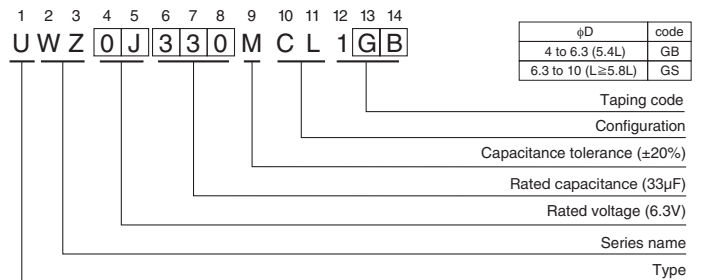 1 2 3 4 5 6 7 8 9 10 11 12 13 14
U W Z 0 J 3 3 0 M C L 1 G B
φD code
4 to 6.3 (5.4L) GB
6.3 to 10 (L≧5.8L) GS
Taping code
Configuration
Capacitance tolerance (±20%)
Rated capacitance (33µF)
Rated voltage (6.3V)
Series name
Type